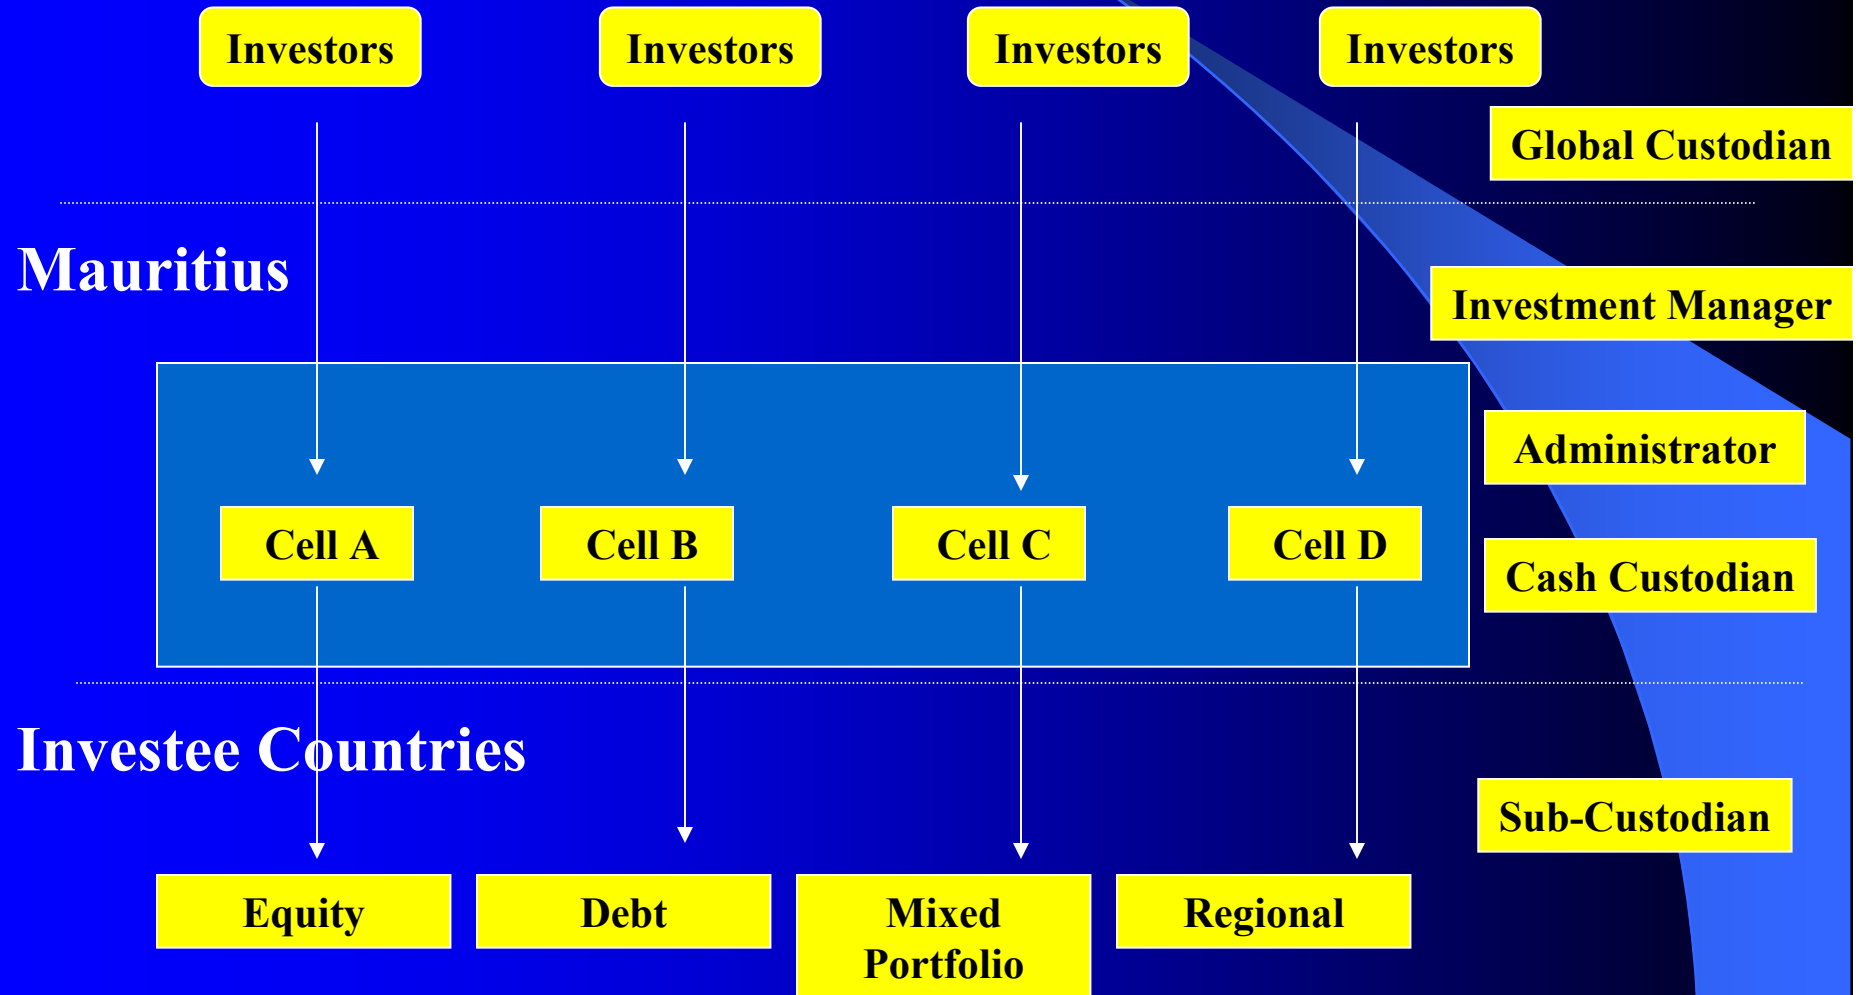 Investors
Investors
Investors
Investors
Global Custodian
Mauritius
Investment Manager
Administrator
Cell A
Cell B
Cell C
Cell D
Cash Custodian
Investee Countries
Sub-Custodian
Equity
Debt
Mixed
Portfolio
Regional